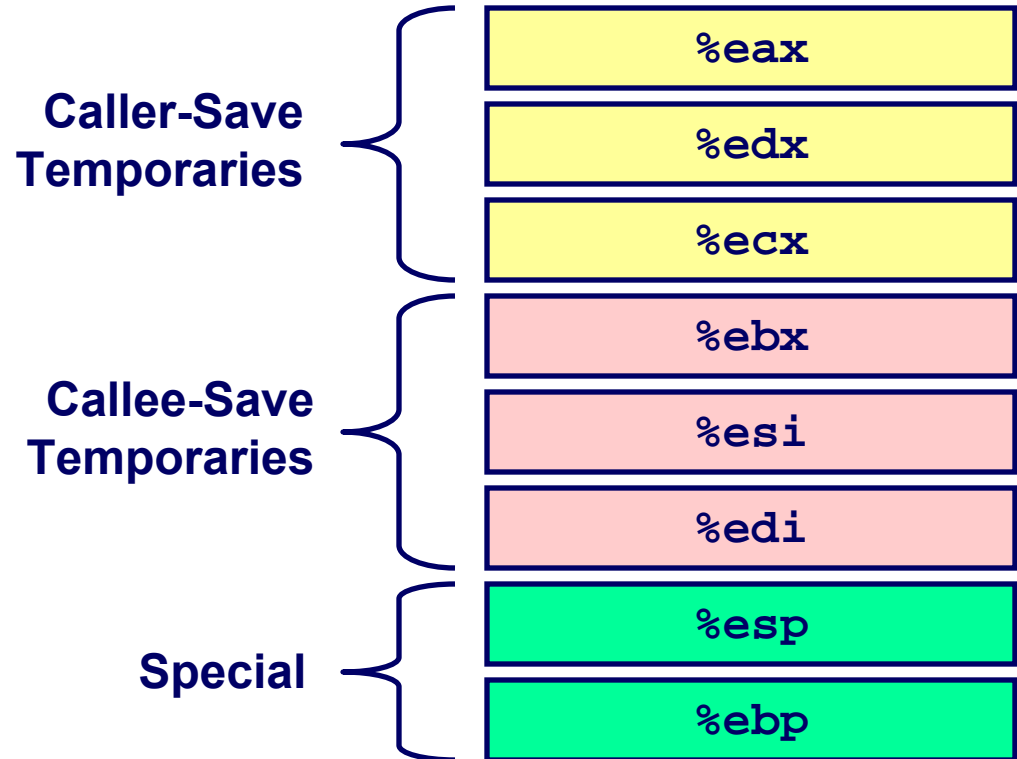 Caller-Save
Temporaries
%eax
%edx
%ecx
Callee-Save
Temporaries
%ebx
%esi
%edi
Special
%esp
%ebp